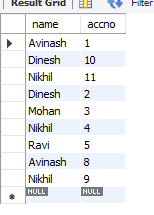 Result Grid Filter
name accno
Avinash 1
Dinesh 10
Nikhil 11
Dinesh 2
Mohan 3
Nikhil 4
Ravi 5
Avinash 8
Nikhil 9
NULL NULL